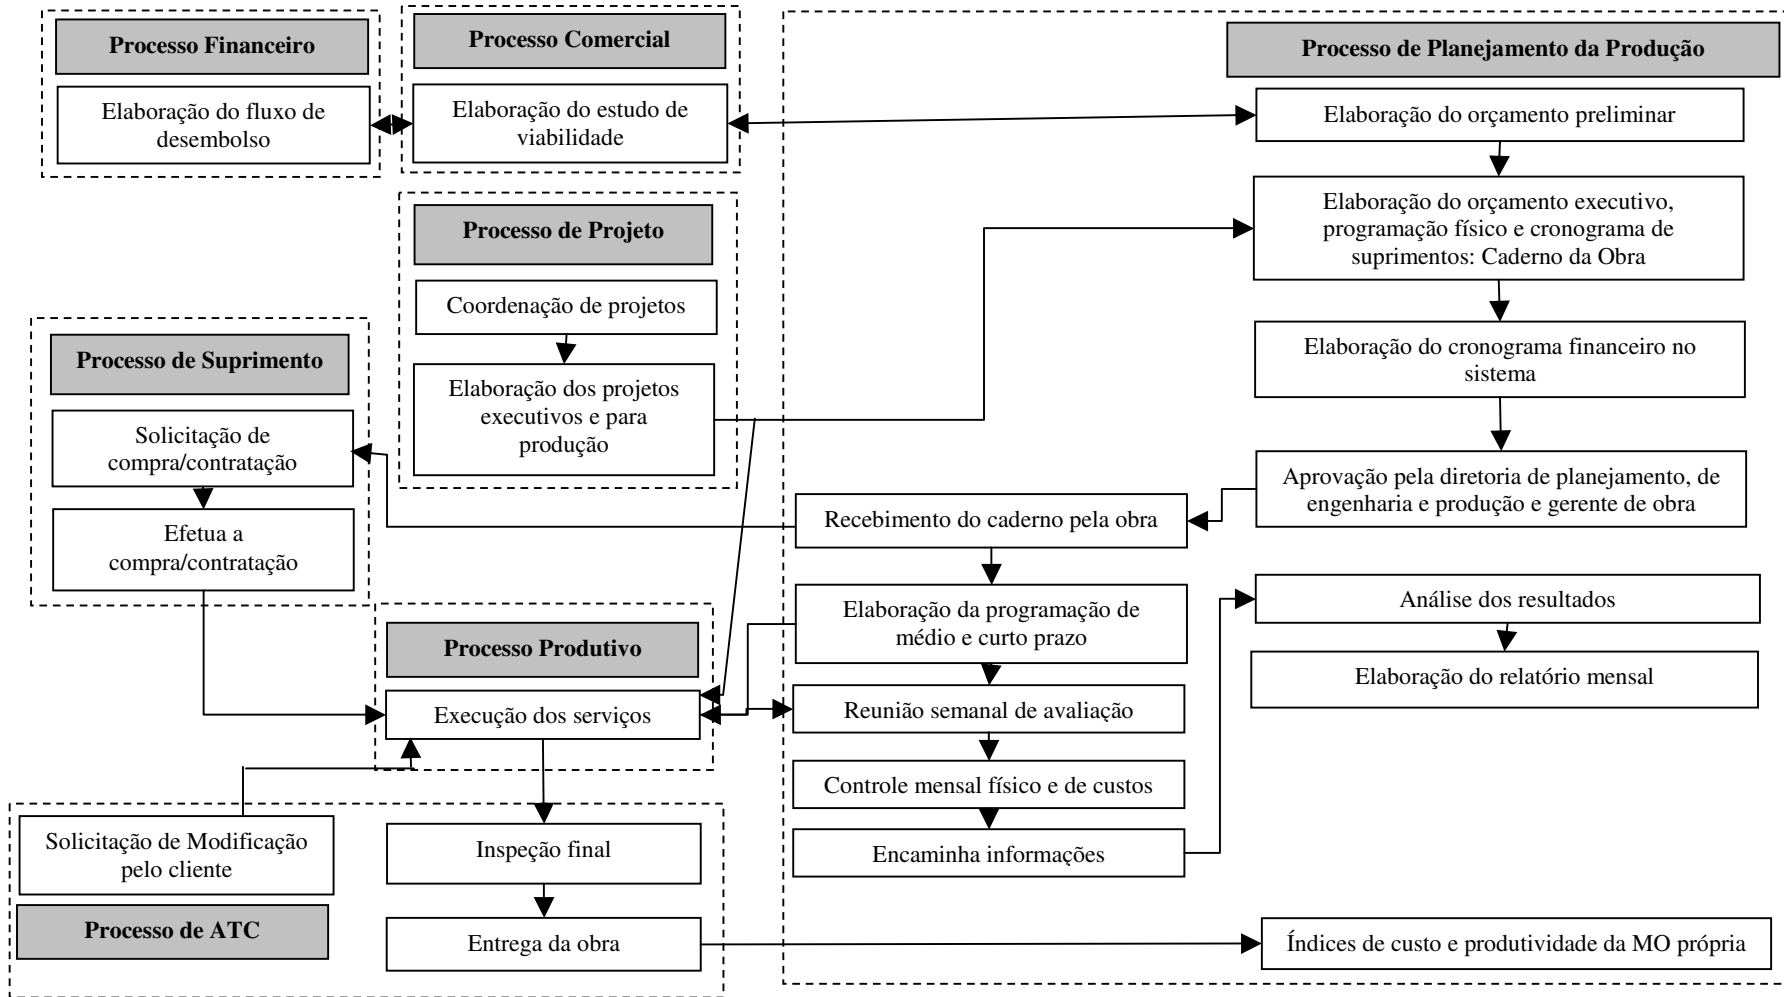 Processo Financeiro
Elaboração do fluxo de
desembolso
Processo Comercial
Elaboração do estudo de
viabilidade
Processo de Planejamento da Produção
Elaboração do orçamento preliminar
Elaboração do orçamento executivo,
programação físico e cronograma de
suprimentos: Caderno da Obra
Elaboração do cronograma financeiro no
sistema
Aprovação pela diretoria de planejamento, de
engenharia e produção e gerente de obra
Processo de Projeto
Coordenação de projetos
Elaboração dos projetos
executivos e para
produção
Processo de Suprimento
Solicitação de
compra/contratação
Efetua a
compra/contratação
Recebimento do caderno pela obra
Elaboração da programação de
médio e curto prazo
Reunião semanal de avaliação
Controle mensal físico e de custos
Encaminha informações
Análise dos resultados
Elaboração do relatório mensal
Processo Produtivo
Execução dos serviços
Solicitação de Modificação
pelo cliente
Processo de ATC
Inspeção final
Entrega da obra
Índices de custo e produtividade da MO própria